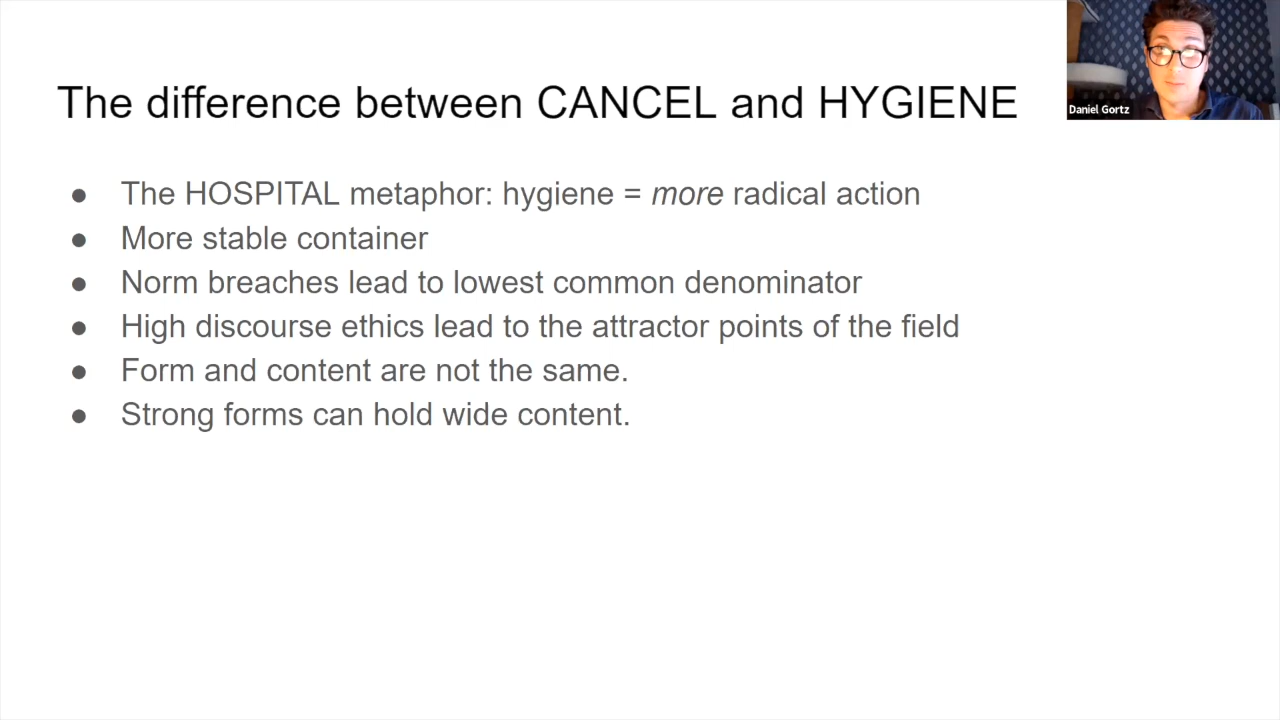 The difference between CANCEL and HYGIENE
Daniel Gortz
● The HOSPITAL metaphor: hygiene = more radical action
● More stable container
● Norm breaches lead to lowest common denominator
● High discourse ethics lead to the attractor points of the field
● Form and content are not the same.
● Strong forms can hold wide content.